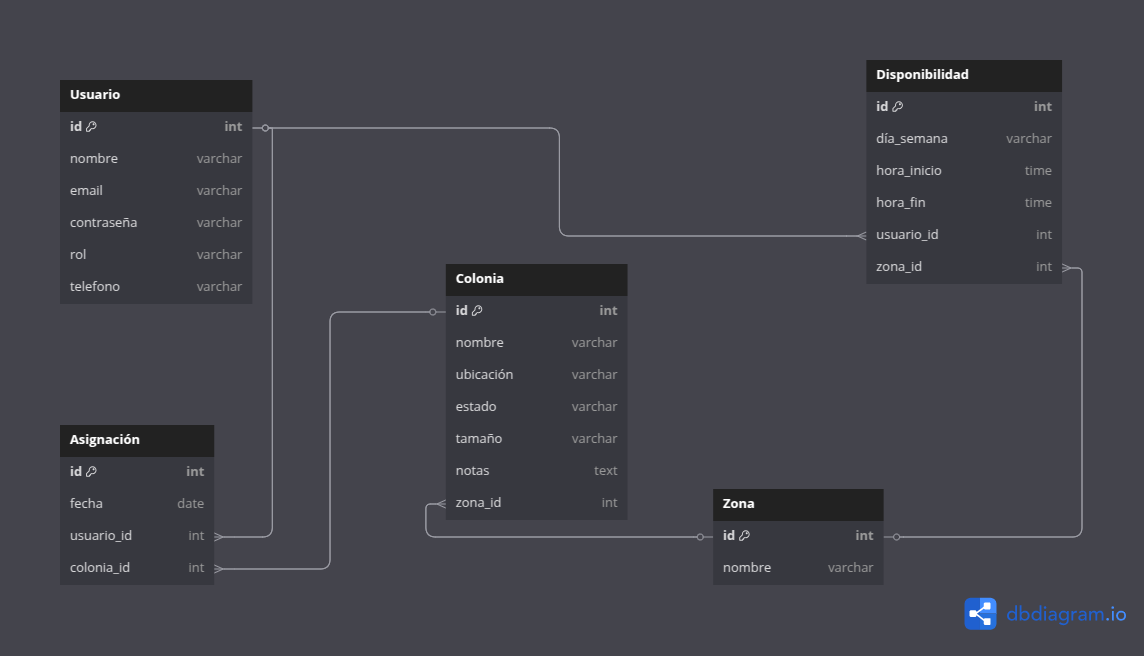 Usuario
id int
nombre varchar
email varchar
contraseña varchar
rol varchar
telefono varchar
Disponibilidad
id int
día_semana varchar
hora_inicio time
hora_fin time
usuario_id int
zona_id int
Colonia
id int
nombre varchar
ubicación varchar
estado varchar
tamaño varchar
notas text
zona_id int
Asignación
id int
fecha date
usuario_id int
colonia_id int
Zona
id int
nombre varchar
dbdiagram.io